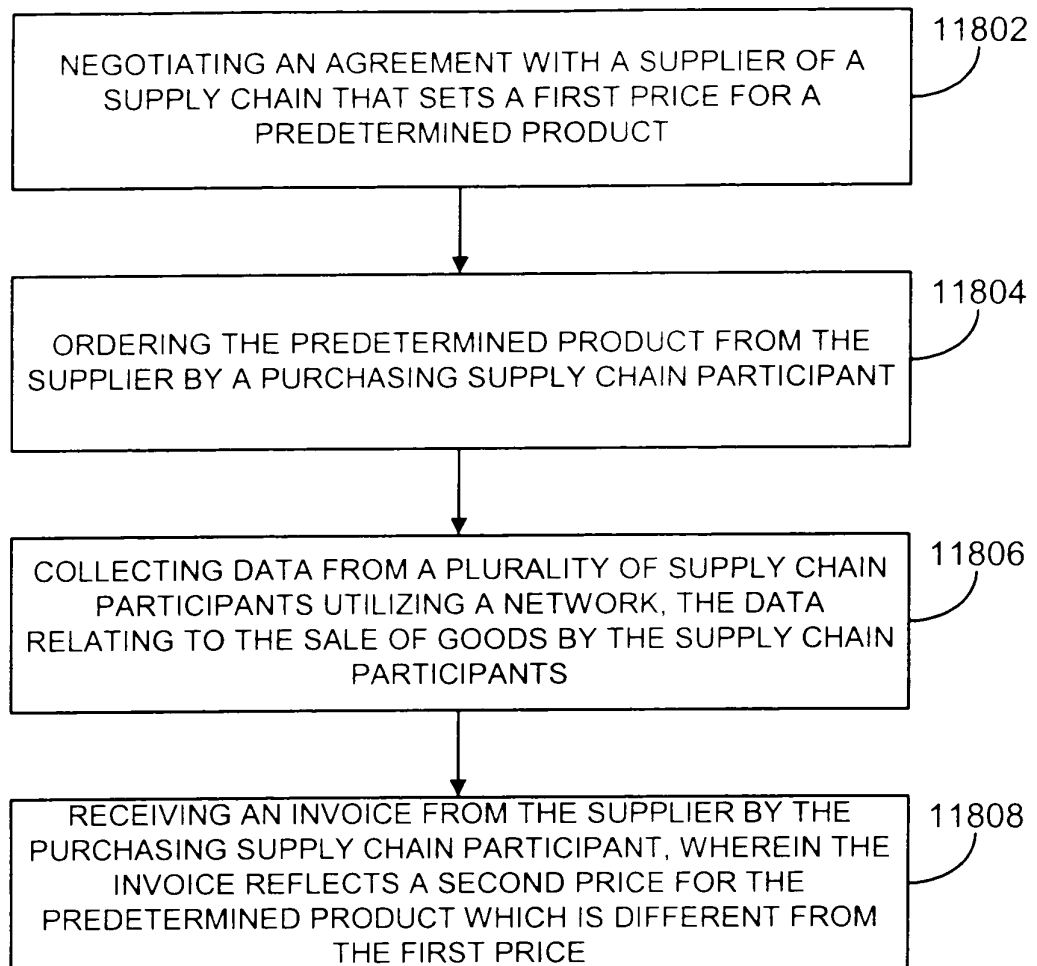 11802
NEGOTIATING AN AGREEMENT WITH A SUPPLIER OF A
SUPPLY CHAIN THAT SETS A FIRST PRICE FOR A
PREDETERMINED PRODUCT
11804
ORDERING THE PREDETERMINED PRODUCT FROM THE
SUPPLIER BY A PURCHASING SUPPLY CHAIN PARTICIPANT
11806
COLLECTING DATA FROM A PLURALITY OF SUPPLY CHAIN
PARTICIPANTS UTILIZING A NETWORK, THE DATA
RELATING TO THE SALE OF GOODS BY THE SUPPLY CHAIN
PARTICIPANTS
11808
RECEIVING AN INVOICE FROM THE SUPPLIER BY THE
PURCHASING SUPPLY CHAIN PARTICIPANT, WHEREIN THE
INVOICE REFLECTS A SECOND PRICE FOR THE
PREDETERMINED PRODUCT WHICH IS DIFFERENT FROM
THE FIRST PRICE